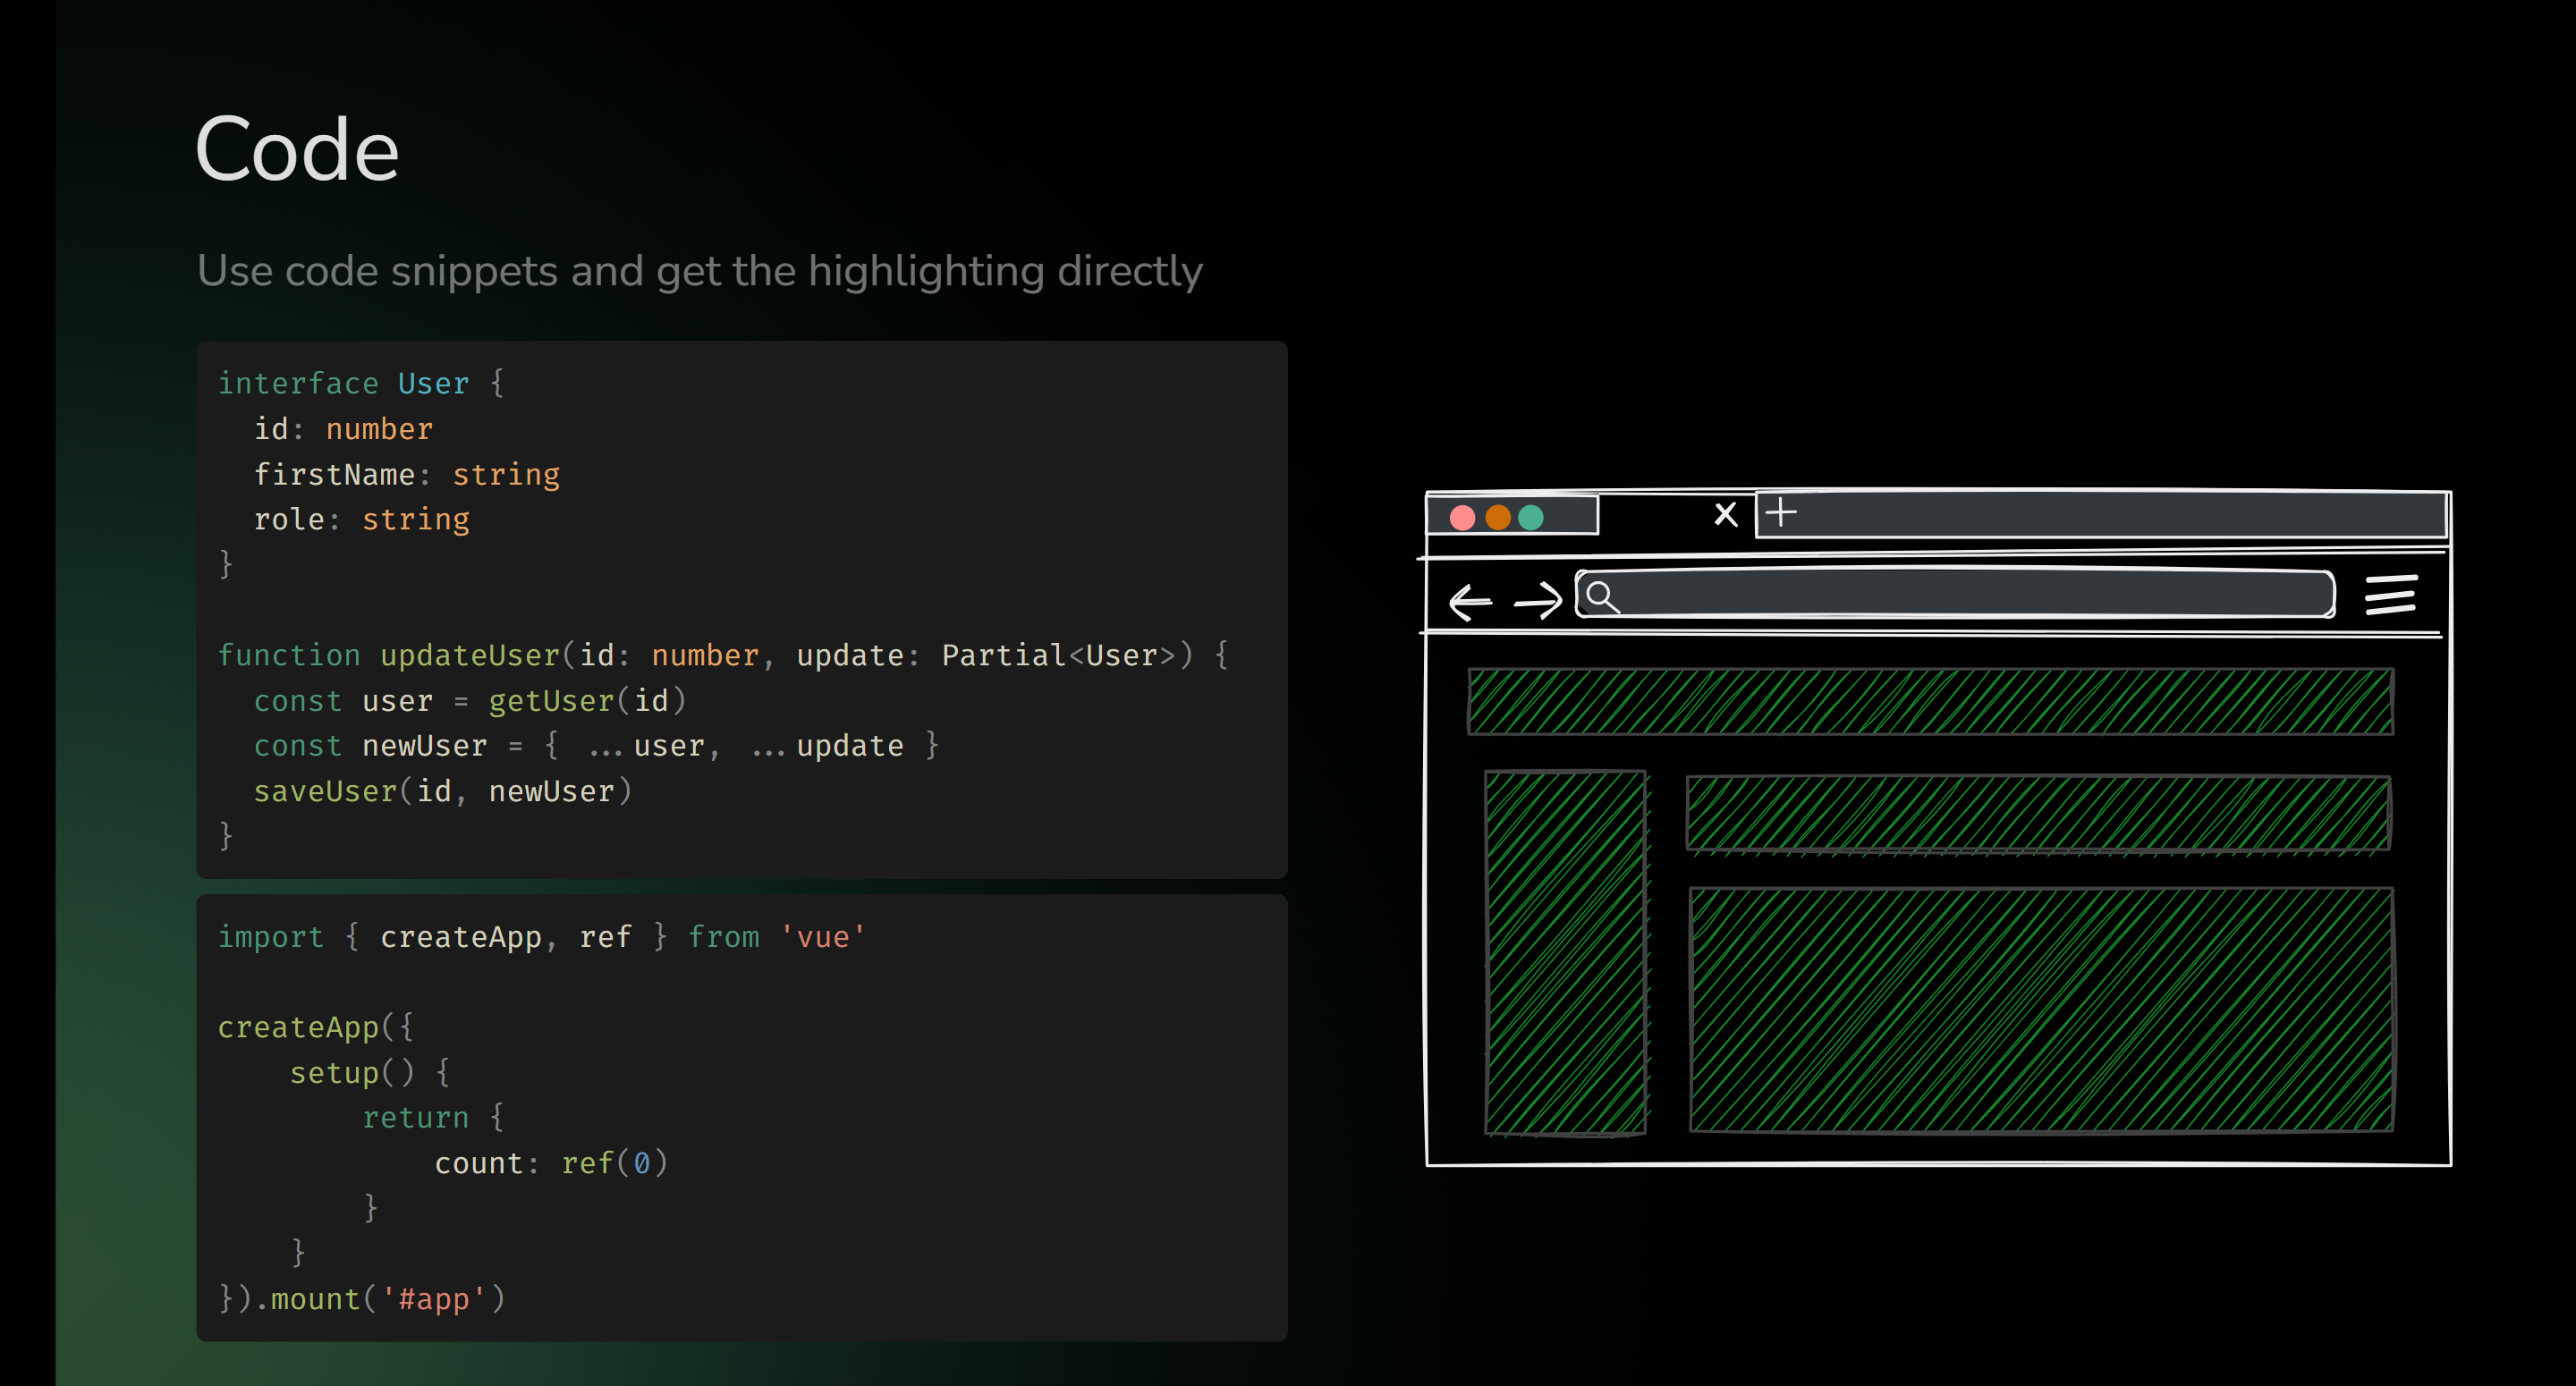 Code
Use code snippets and get the highlighting directly
interface User {
  id: number
  firstName: string
  role: string
}
function updateUser(id: number, update: Partial<User>) {
  const user = getUser(id)
  const newUser = { ...user, ...update }
  saveUser(id, newUser)
}
import { createApp, ref } from 'vue'
createApp({
    setup() {
        return {
            count: ref(0)
        }
    }
}).mount('#app')